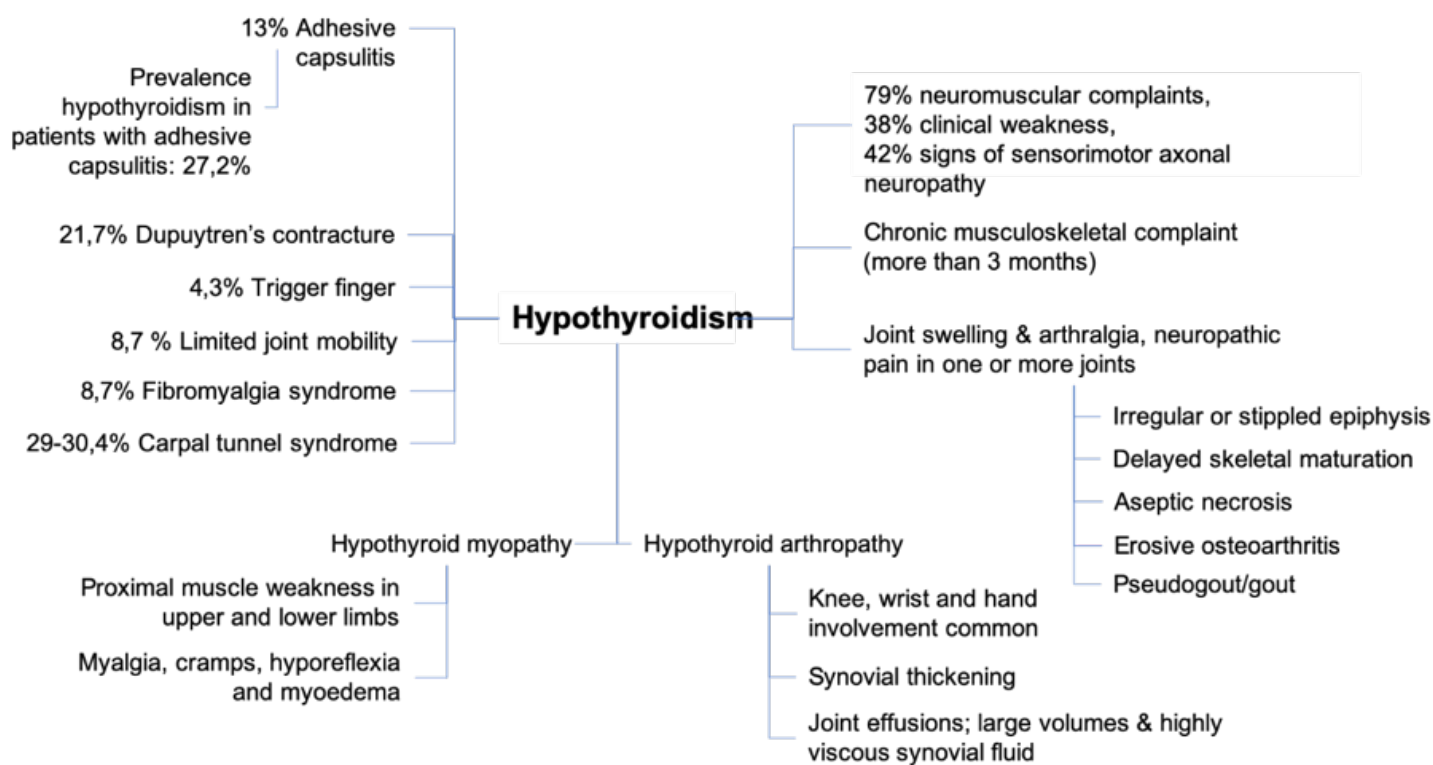 13% Adhesive
capsulitis
Prevalence
hypothyroidism in
patients with adhesive
capsulitis: 27,2%
21,7% Dupuytren’s contracture
4,3% Trigger finger
8,7 % Limited joint mobility
8,7% Fibromyalgia syndrome
29-30,4% Carpal tunnel syndrome
Hypothyroidism
79% neuromuscular complaints,
38% clinical weakness,
42% signs of sensorimotor axonal
neuropathy
Chronic musculoskeletal complaint
(more than 3 months)
Joint swelling & arthralgia, neuropathic
pain in one or more joints
Irregular or stippled epiphysis
Delayed skeletal maturation
Aseptic necrosis
Erosive osteoarthritis
Pseudogout/gout
Hypothyroid myopathy
Proximal muscle weakness in
upper and lower limbs
Myalgia, cramps, hyporeflexia
and myoedema
Hypothyroid arthropathy
Knee, wrist and hand
involvement common
Synovial thickening
Joint effusions; large volumes & highly
viscous synovial fluid